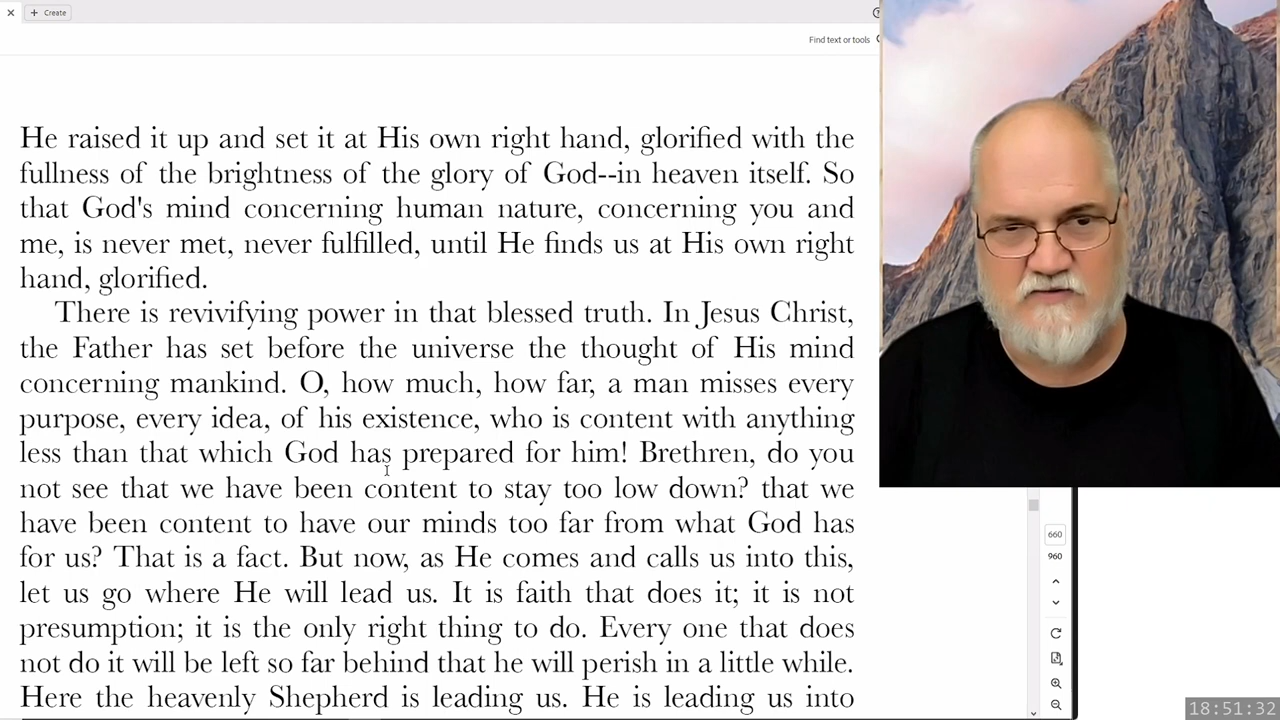 + Create
Find text or tools
He raised it up and set it at His own right hand, glorified with the
fullness of the brightness of the glory of God--in heaven itself. So
that God's mind concerning human nature, concerning you and
me, is never met, never fulfilled, until He finds us at His own right
hand, glorified.
There is revivifying power in that blessed truth. In Jesus Christ,
the Father has set before the universe the thought of His mind
concerning mankind. O, how much, how far, a man misses every
purpose, every idea, of his existence, who is content with anything
less than that which God has prepared for him! Brethren, do you
not see that we have been content to stay too low down? that we
have been content to have our minds too far from what God has
for us? That is a fact. But now, as He comes and calls us into this,
let us go where He will lead us. It is faith that does it; it is not
presumption; it is the only right thing to do. Every one that does
not do it will be left so far behind that he will perish in a little while.
Here the heavenly Shepherd is leading us. He is leading us into
660
960
18:51:32